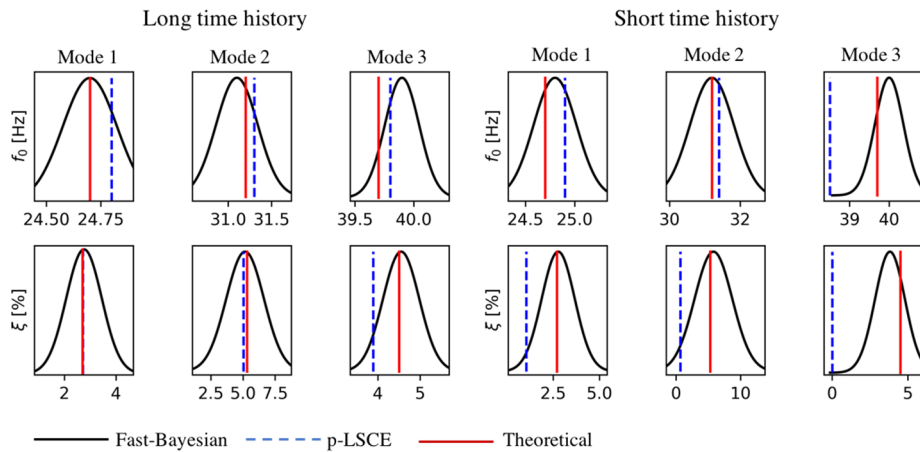 Long time history
Short time history
Mode 1
Mode 2
Mode 3
Mode 1
Mode 2
Mode 3
f₀ [Hz]
f₀ [Hz]
24.50 24.75
31.0 31.5
39.5 40.0
24.5 25.0
30 32
39 40
ξ [%]
ξ [%]
2 4
2.5 5.0 7.5
4 5
2.5 5.0
0 10
0 5
Fast-Bayesian
p-LSCE
Theoretical